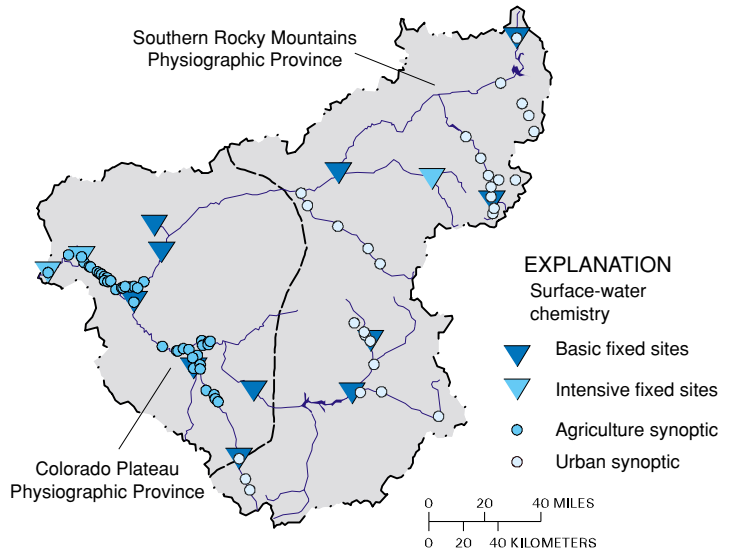 Southern Rocky Mountains
Physiographic Province
EXPLANATION
Surface-water
chemistry
Basic fixed sites
Intensive fixed sites
Agriculture synoptic
Urban synoptic
Colorado Plateau
Physiographic Province
0 20 40 MILES
0 20 40 KILOMETERS